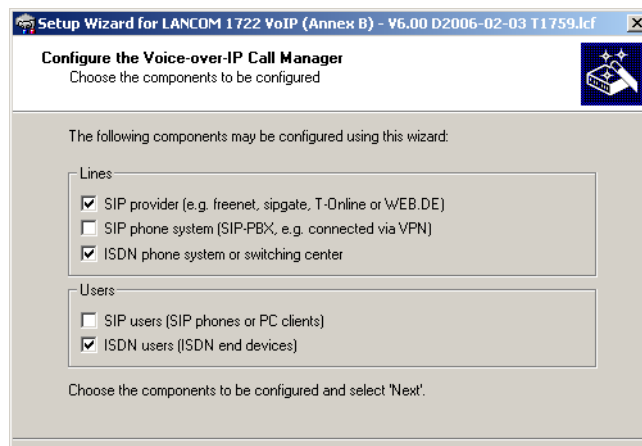 Setup Wizard for LANCOM 1722 VoIP (Annex B) - V6.00 D2006-02-03 T1759.lcf
Configure the Voice-over-IP Call Manager
Choose the components to be configured
The following components may be configured using this wizard:
Lines
SIP provider (e.g. freenet, sipgate, T-Online or WEB.DE)
SIP phone system (SIP-PBX, e.g. connected via VPN)
ISDN phone system or switching center
Users
SIP users (SIP phones or PC clients)
ISDN users (ISDN end devices)
Choose the components to be configured and select 'Next'.